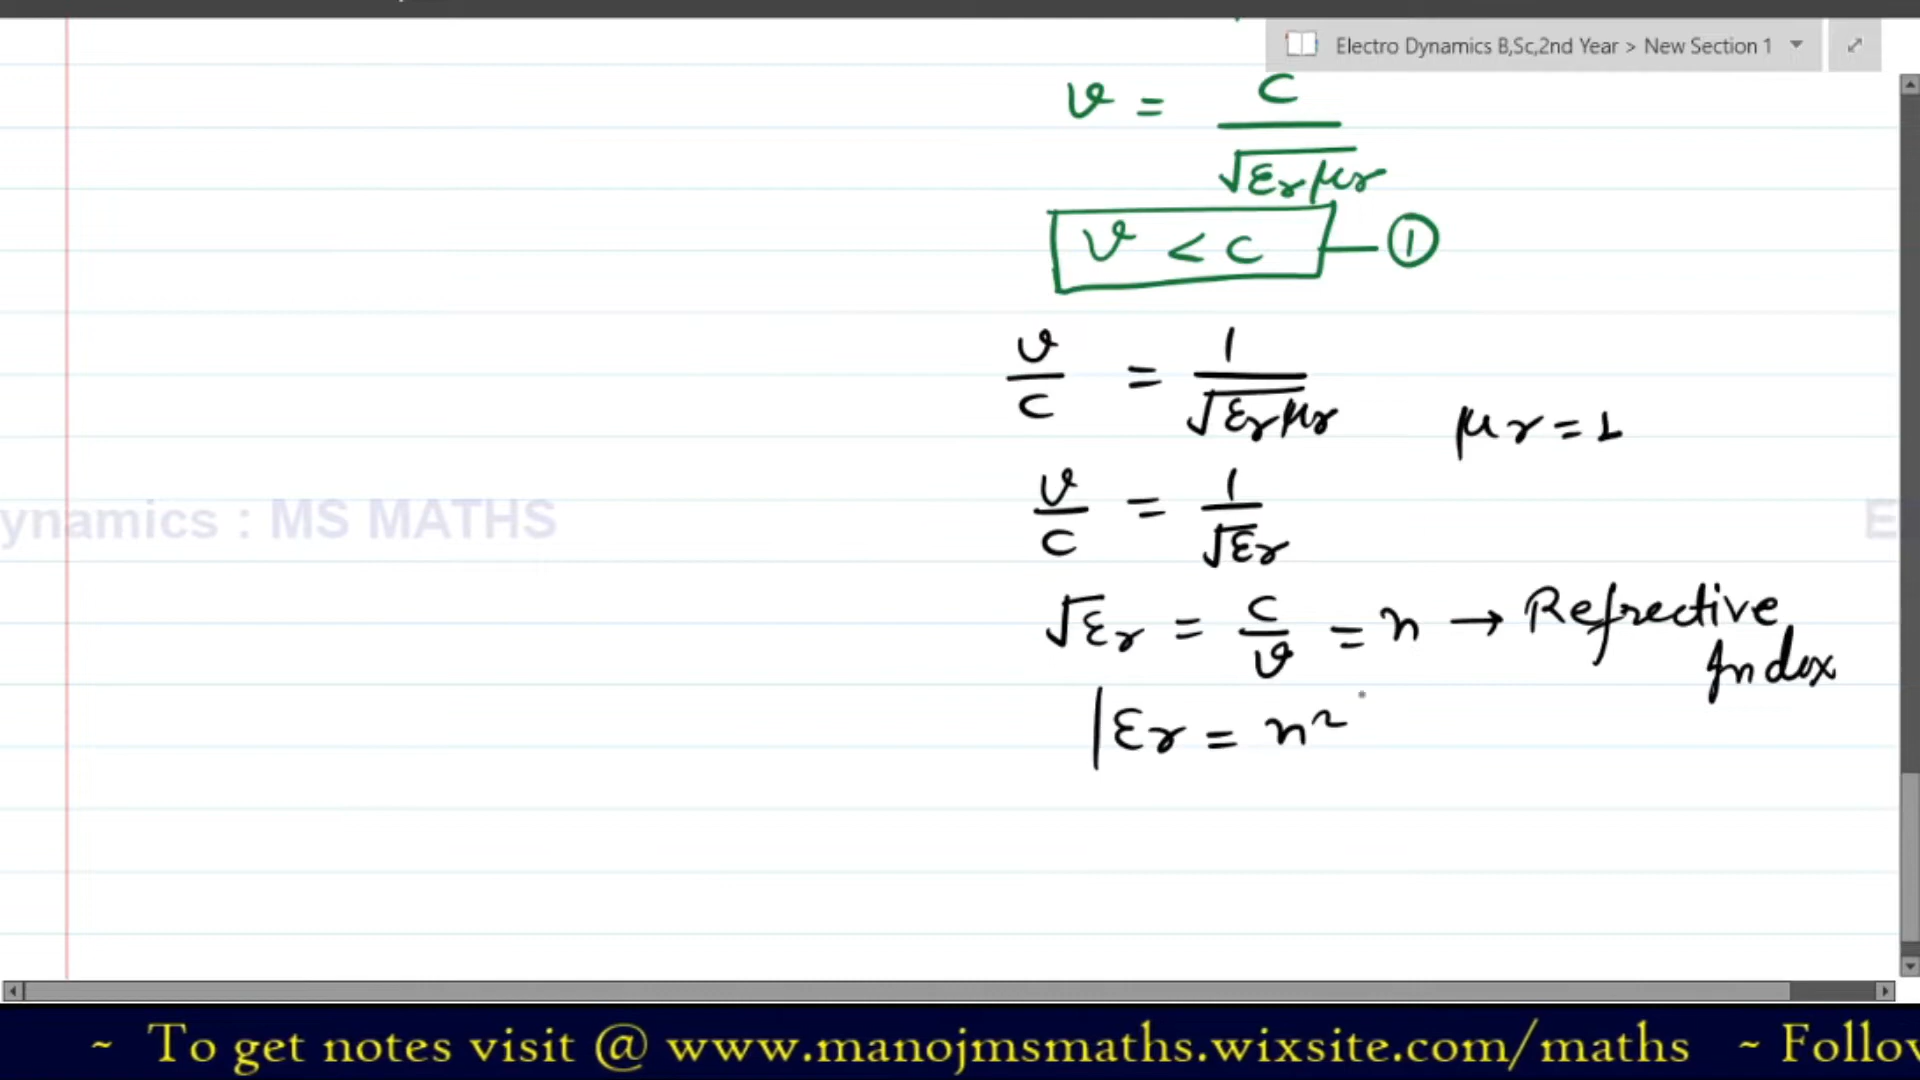 Electro Dynamics B,Sc,2nd Year > New Section 1
v = c / √εrμr
v < c — ①
v/c = 1/√εrμr
μr = 1
v/c = 1/√εr
√εr = c/v = n → Refrective Index
|εr = n²
ynamics : MS MATHS
E
~ To get notes visit @ www.manojmsmaths.wixsite.com/maths ~ Follov